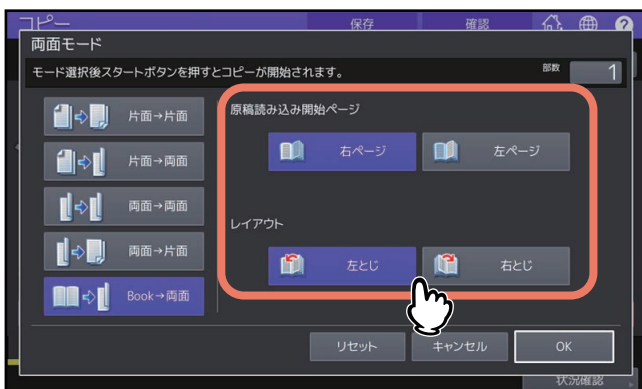 コピー 保存 確認
両面モード
モード選択後スタートボタンを押すとコピーが開始されます。 部数 1
片面→片面
片面→両面
両面→両面
両面→片面
Book→両面
原稿読み込み開始ページ
右ページ 左ページ
レイアウト
左とじ 右とじ
リセット キャンセル OK
状況確認